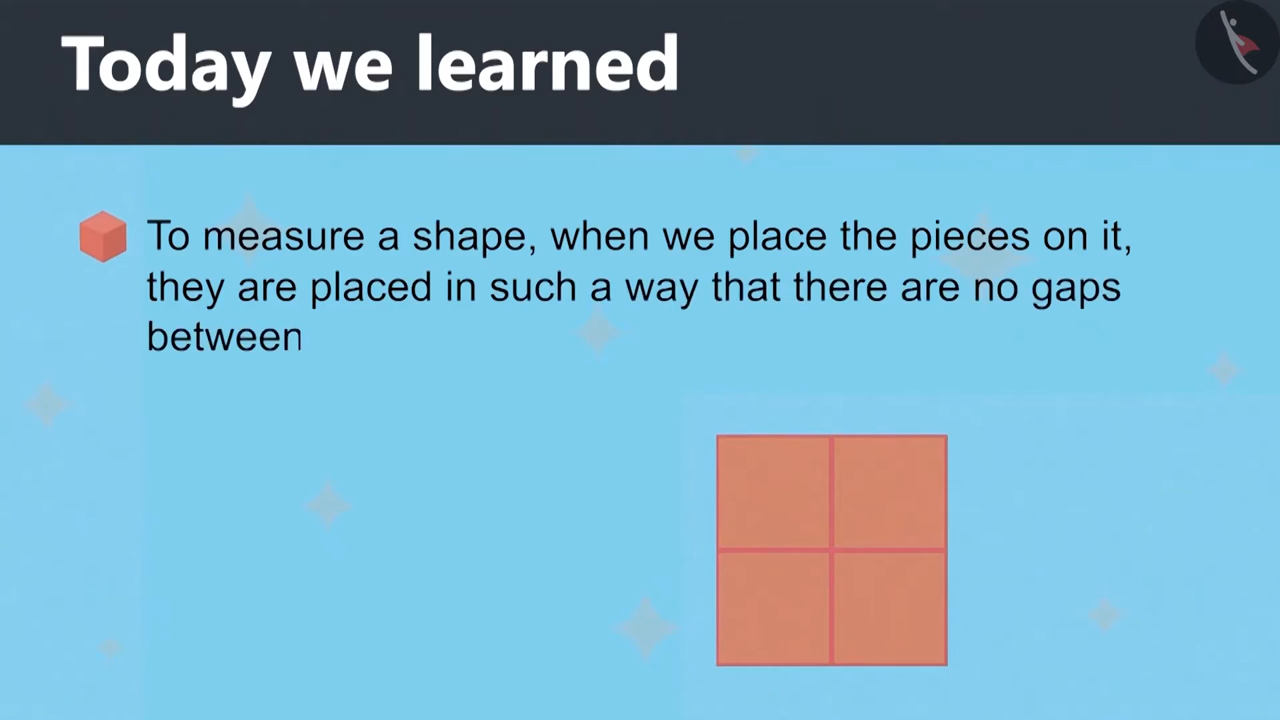 Today we learned
To measure a shape, when we place the pieces on it,
they are placed in such a way that there are no gaps
between